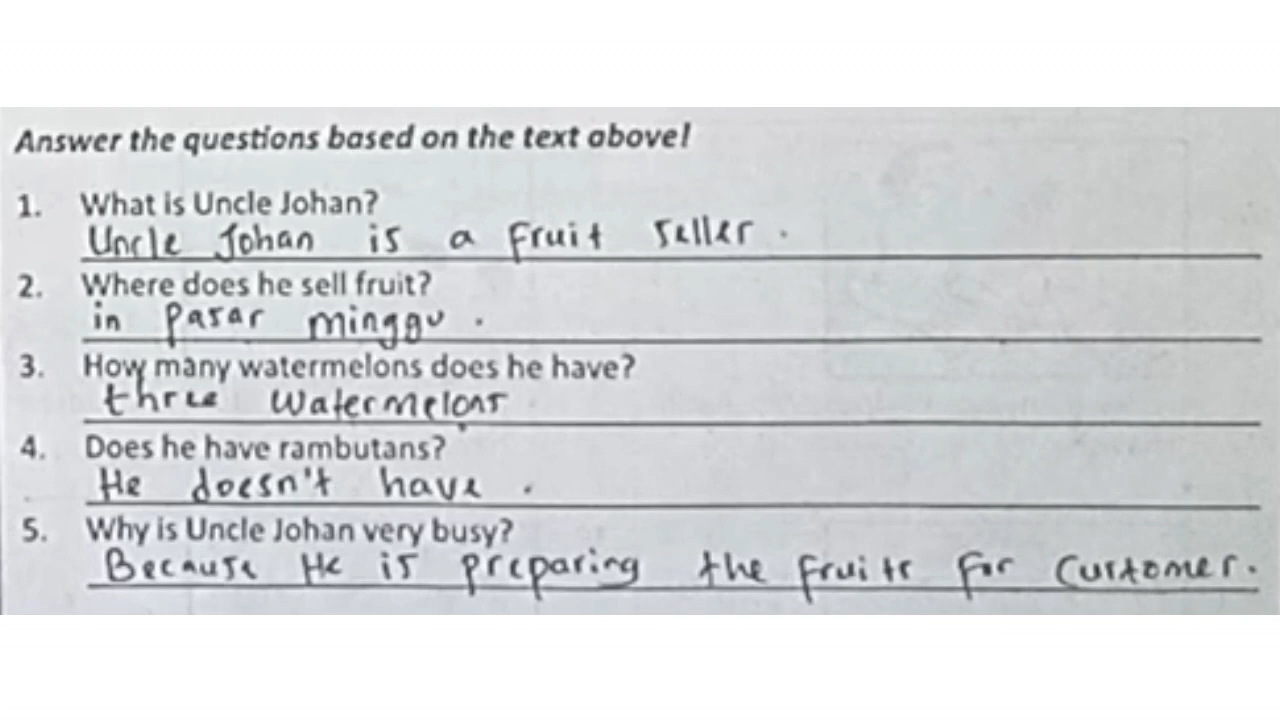 Answer the questions based on the text above!
1. What is Uncle Johan?
Uncle Johan is a fruit seller.
2. Where does he sell fruit?
in Pasar minggu.
3. How many watermelons does he have?
three watermelons
4. Does he have rambutans?
He doesn't have.
5. Why is Uncle Johan very busy?
Because He is preparing the fruits for customer.